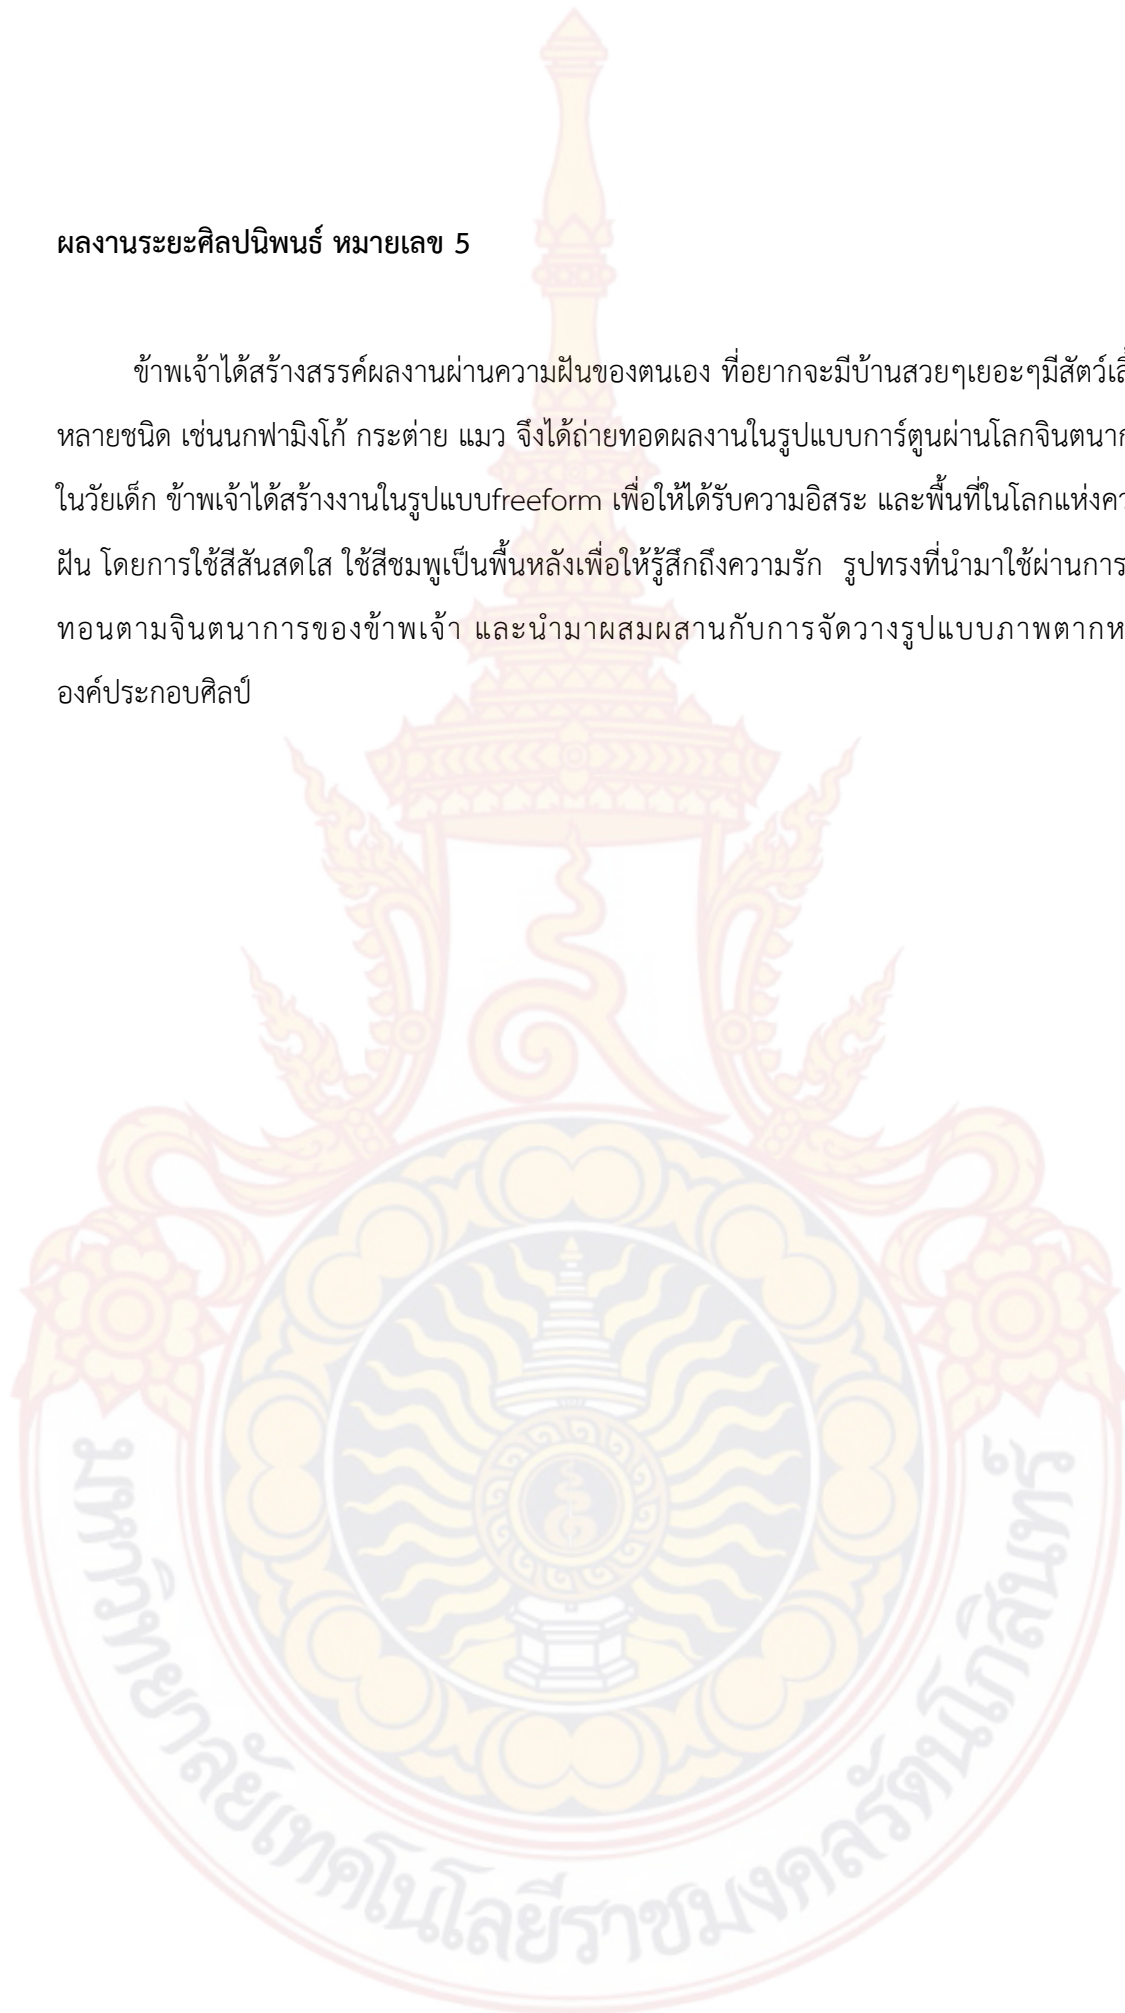 ผลงานระยะศิลปนิพนธ์ หมายเลข 5
ข้าพเจ้าได้สร้างสรรค์ผลงานผ่านความฝันของตนเอง ที่อยากจะมีบ้านสวยๆเยอะๆมีสัตว์
หลายชนิด เช่นนกฟามิงโก้ กระต่าย แมว จึงได้ถ่ายทอดผลงานในรูปแบบการ์ตูนผ่านโลก
ในวัยเด็ก ข้าพเจ้าได้สร้างงานในรูปแบบfreeform เพื่อให้ได้รับความอิสระ และพื้นที่ในโลกแห่ง
ฝัน โดยการใช้สีสันสดใส ใช้สีชมพูเป็นพื้นหลังเพื่อให้รู้สึกถึงความรัก รูปทรงที่นำมาใช้ผ่านการ
ทอนตามจินตนาการของข้าพเจ้า และนำมาผสมผสานกับการจัดวางรูปแบบภาพ
องค์ประกอบศิลป์
มหาวิทยาลัยเทคโนโลยีราชมงคลรัตนโกสินทร์